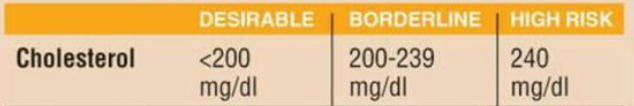 DESIRABLE BORDERLINE HIGH RISK
Cholesterol <200 200-239 240
mg/dl mg/dl mg/dl